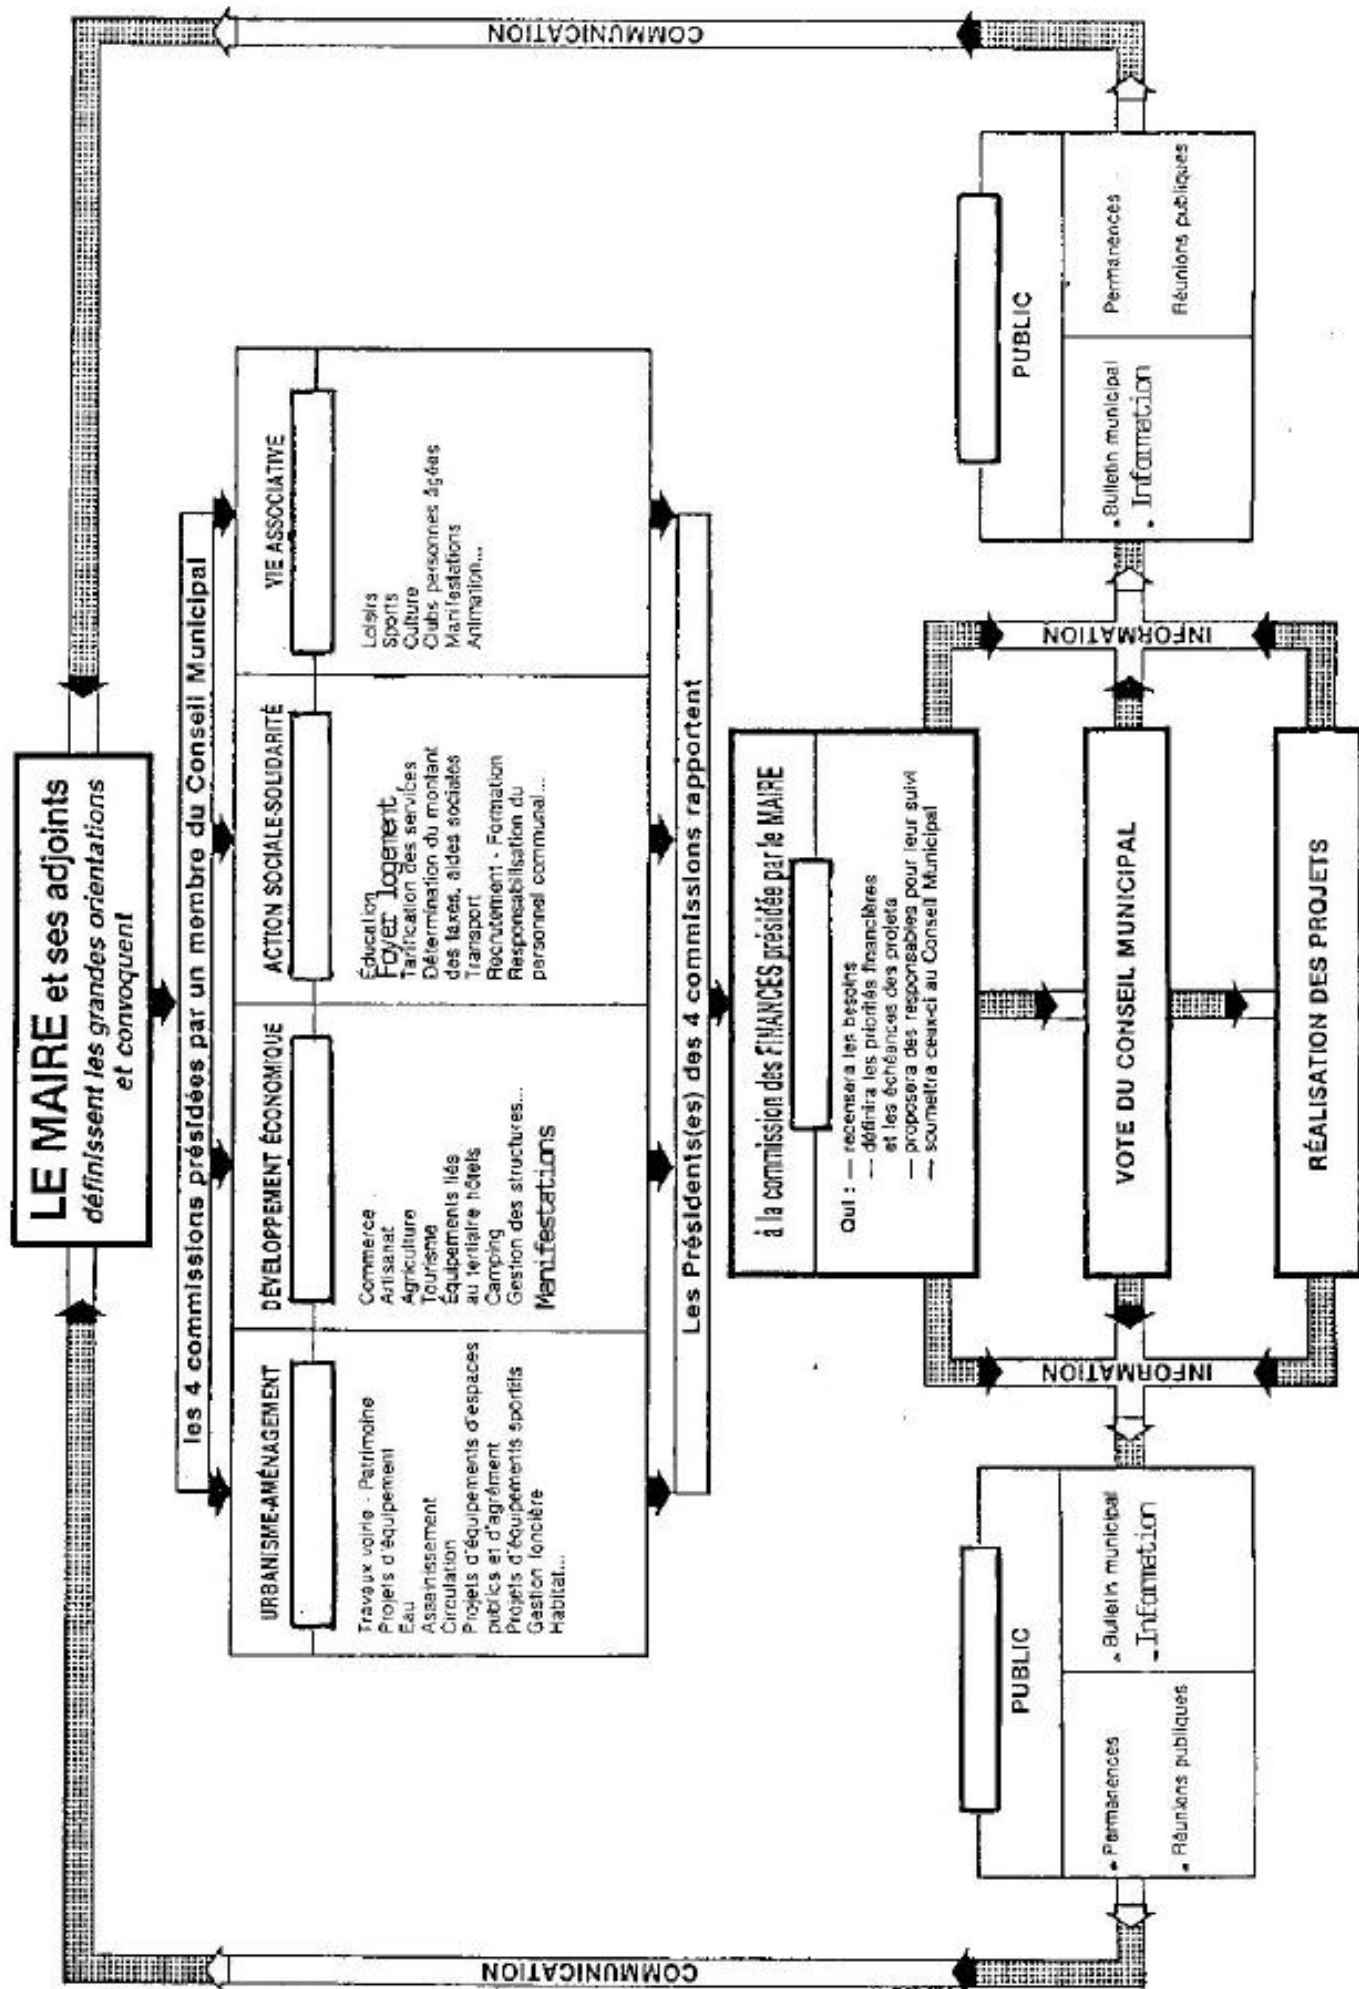 LE MAIRE et ses adjoints
définissent les grandes orientations
et convoquent
les 4 commissions présidées par un membre du Conseil Municipal
URBANISME-AMÉNAGEMENT
Travaux voirie - Patrimoine
Projets d'équipement
Eau
Assainissement
Circulation
Projets d'équipements d'espaces
publics et d'agrément
Projets d'équipements sportifs
Gestion foncière
Habitat...
DÉVELOPPEMENT ÉCONOMIQUE
Commerce
Artisanat
Agriculture
Tourisme
Équipements liés
au tertiaire hôtels
Camping
Gestion des structures...
Manifestations
ACTION SOCIALE-SOLIDARITÉ
Éducation
Foyer logement
Tarification des services
Détermination du montant
des taxes, aides sociales
Transport
Recrutement - Formation
Responsabilisation du
personnel communal...
VIE ASSOCIATIVE
Loisirs
Sports
Culture
Clubs personnes âgées
Manifestations
Animation...
Les Présidents(es) des 4 commissions rapportent
à la commission des FINANCES présidée par le MAIRE
Qui : — recensera les besoins
— définira les priorités financières
et les échéances des projets
— proposera des responsables pour leur suivi
— soumettra ceux-ci au Conseil Municipal
VOTE DU CONSEIL MUNICIPAL
RÉALISATION DES PROJETS
INFORMATION
INFORMATION
PUBLIC
• Permanences
• Réunions publiques
• Bulletin municipal
- Information
PUBLIC
• Bulletin municipal
• Information
Permanences
Réunions publiques
COMMUNICATION
COMMUNICATION